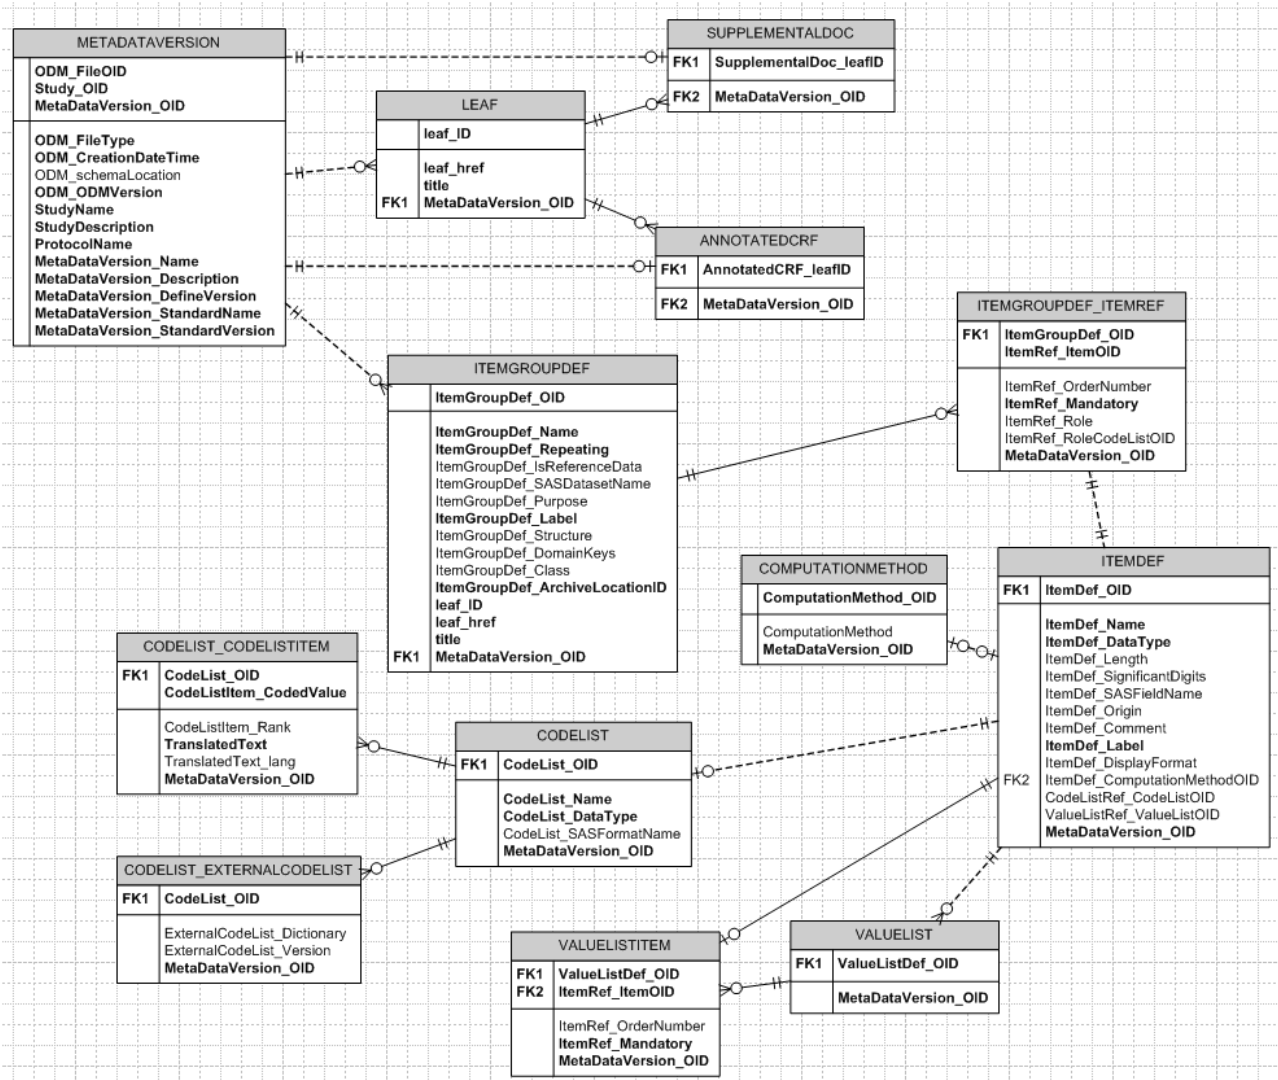 METADATAVERSION
ODM_FileOID
Study_OID
MetaDataVersion_OID
ODM_FileType
ODM_CreationDateTime
ODM_schemaLocation
ODM_ODMVersion
StudyName
StudyDescription
ProtocolName
MetaDataVersion_Name
MetaDataVersion_Description
MetaDataVersion_DefineVersion
MetaDataVersion_StandardName
MetaDataVersion_StandardVersion
SUPPLEMENTALDOC
FK1 SupplementalDoc_leafID
FK2 MetaDataVersion_OID
LEAF
leaf_ID
leaf_href
title
FK1 MetaDataVersion_OID
ANNOTATEDCRF
FK1 AnnotatedCRF_leafID
FK2 MetaDataVersion_OID
ITEMGROUPDEF_ITEMREF
FK1 ItemGroupDef_OID
ItemRef_ItemOID
ItemRef_OrderNumber
ItemRef_Mandatory
ItemRef_Role
ItemRef_RoleCodeListOID
MetaDataVersion_OID
ITEMGROUPDEF
ItemGroupDef_OID
ItemGroupDef_Name
ItemGroupDef_Repeating
ItemGroupDef_IsReferenceData
ItemGroupDef_SASDatasetName
ItemGroupDef_Purpose
ItemGroupDef_Label
ItemGroupDef_Structure
ItemGroupDef_DomainKeys
ItemGroupDef_Class
ItemGroupDef_ArchiveLocationID
leaf_ID
leaf_href
title
FK1 MetaDataVersion_OID
COMPUTATIONMETHOD
ComputationMethod_OID
ComputationMethod
MetaDataVersion_OID
ITEMDEF
FK1 ItemDef_OID
ItemDef_Name
ItemDef_DataType
ItemDef_Length
ItemDef_SignificantDigits
ItemDef_SASFieldName
ItemDef_Origin
ItemDef_Comment
ItemDef_Label
ItemDef_DisplayFormat
FK2 ItemDef_ComputationMethodOID
CodeListRef_CodeListOID
ValueListRef_ValueListOID
MetaDataVersion_OID
CODELIST_CODELISTITEM
FK1 CodeList_OID
CodeListItem_CodedValue
CodeListItem_Rank
TranslatedText
TranslatedText_lang
MetaDataVersion_OID
CODELIST
FK1 CodeList_OID
CodeList_Name
CodeList_DataType
CodeList_SASFormatName
MetaDataVersion_OID
CODELIST_EXTERNALCODELIST
FK1 CodeList_OID
ExternalCodeList_Dictionary
ExternalCodeList_Version
MetaDataVersion_OID
VALUELISTITEM
FK1 ValueListDef_OID
FK2 ItemRef_ItemOID
ItemRef_OrderNumber
ItemRef_Mandatory
MetaDataVersion_OID
VALUELIST
FK1 ValueListDef_OID
MetaDataVersion_OID